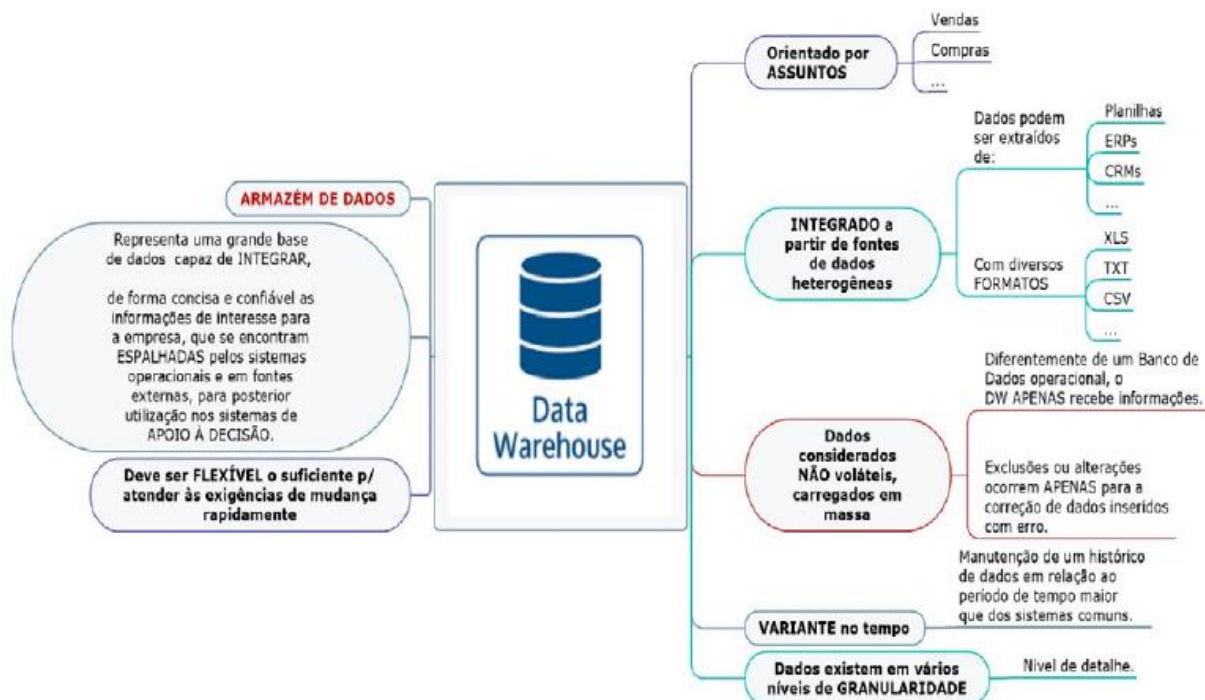 ARMAZÉM DE DADOS
Representa uma grande base
de dados capaz de INTEGRAR,
de forma concisa e confiável as
informações de interesse para
a empresa, que se encontram
ESPALHADAS pelos sistemas
operacionais e em fontes
externas, para posterior
utilização nos sistemas de
APOIO À DECISÃO.
Deve ser FLEXÍVEL o suficiente p/
atender às exigências de mudança
rapidamente
Data
Warehouse
Orientado por
ASSUNTOS
Vendas
Compras
...
INTEGRADO a
partir de fontes
de dados
heterogêneas
Dados podem
ser extraídos
de:
Planilhas
ERPs
CRMs
...
Com diversos
FORMATOS
XLS
TXT
CSV
...
Dados
considerados
NÃO voláteis,
carregados em
massa
Diferentemente de um Banco de
Dados operacional, o
DW APENAS recebe informações.
Exclusões ou alterações
ocorrem APENAS para a
correção de dados inseridos
com erro.
VARIANTE no tempo
Manutenção de um histórico
de dados em relação ao
período de tempo maior
que dos sistemas comuns.
Dados existem em vários
níveis de GRANULARIDADE
Nivel de detalhe.